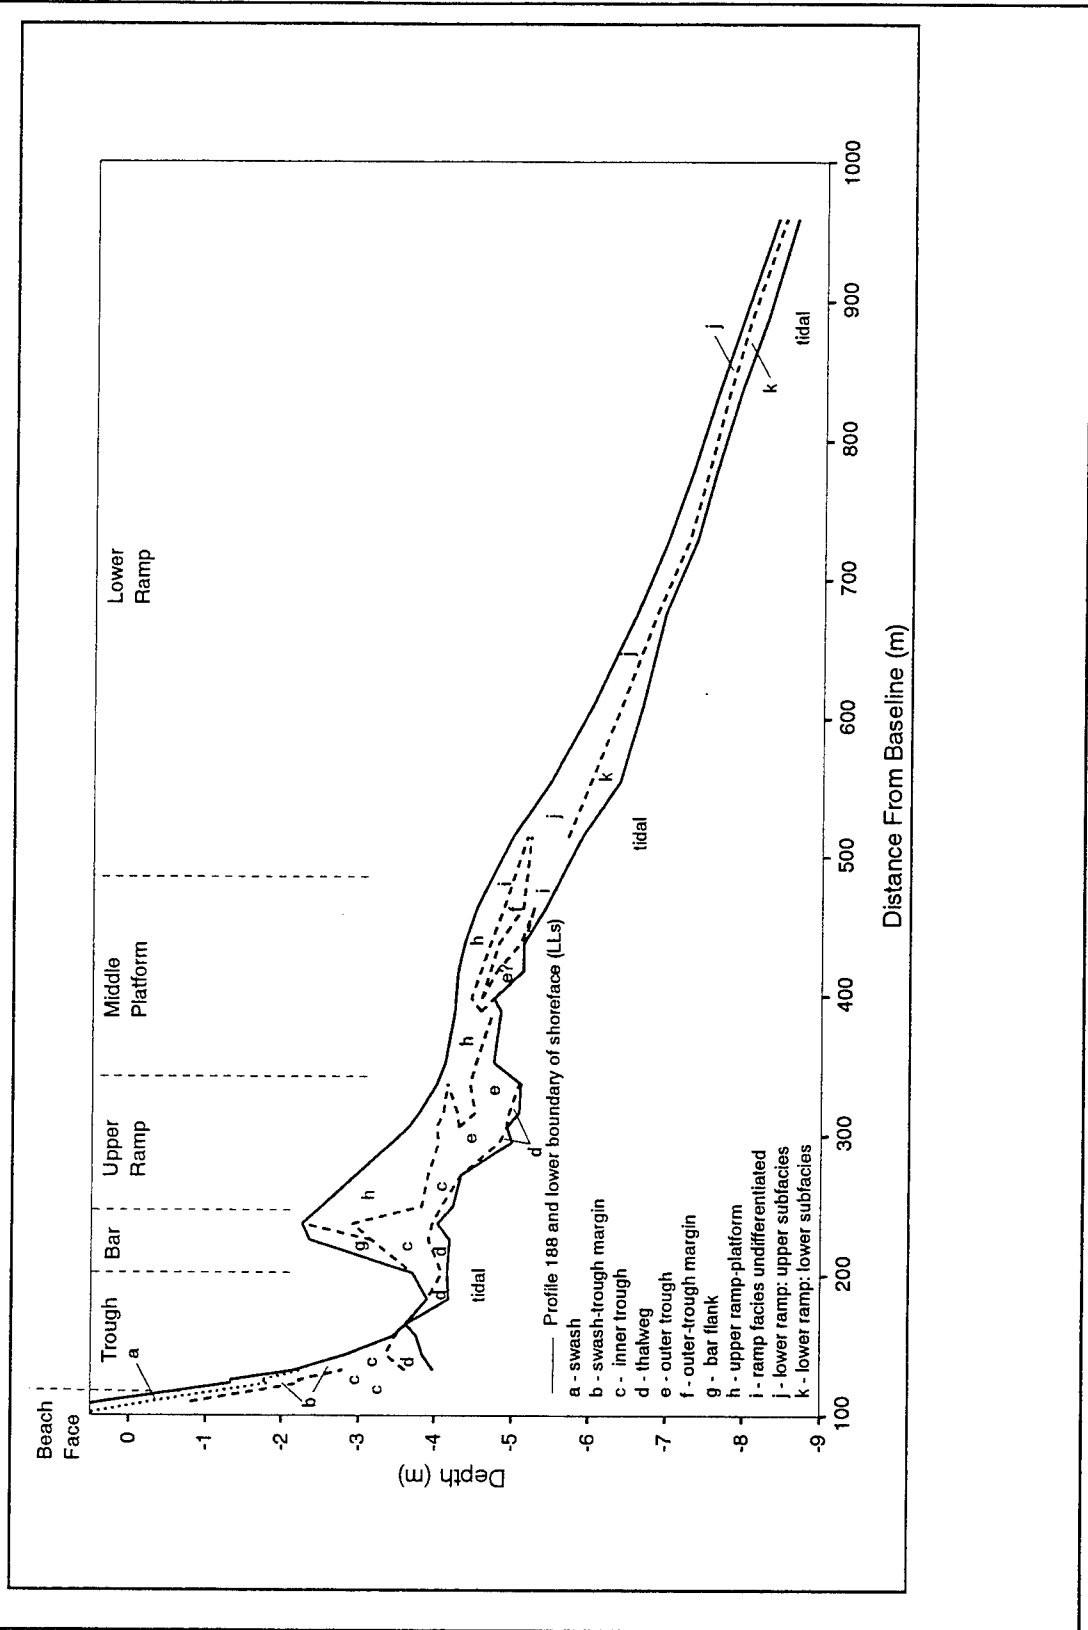 Beach
Face
Trough
Bar
Upper
Ramp
Middle
Platform
Lower
Ramp
0
-1
-2
-3
-4
-5
-6
-7
-8
-9
Depth (m)
100
200
300
400
500
600
700
800
900
1000
Distance From Baseline (m)
a
b
c
c
c
d
d
d
g
c
h
c
e
d
e
h
h
e?
f
i
i
j
k
j
j
k
tidal
tidal
tidal
Profile 188 and lower boundary of shoreface (LLs)
a - swash
b - swash-trough margin
c - inner trough
d - thalweg
e - outer trough
f - outer-trough margin
g - bar flank
h - upper ramp-platform
i - ramp facies undifferentiated
j - lower ramp: upper subfacies
k - lower ramp: lower subfacies